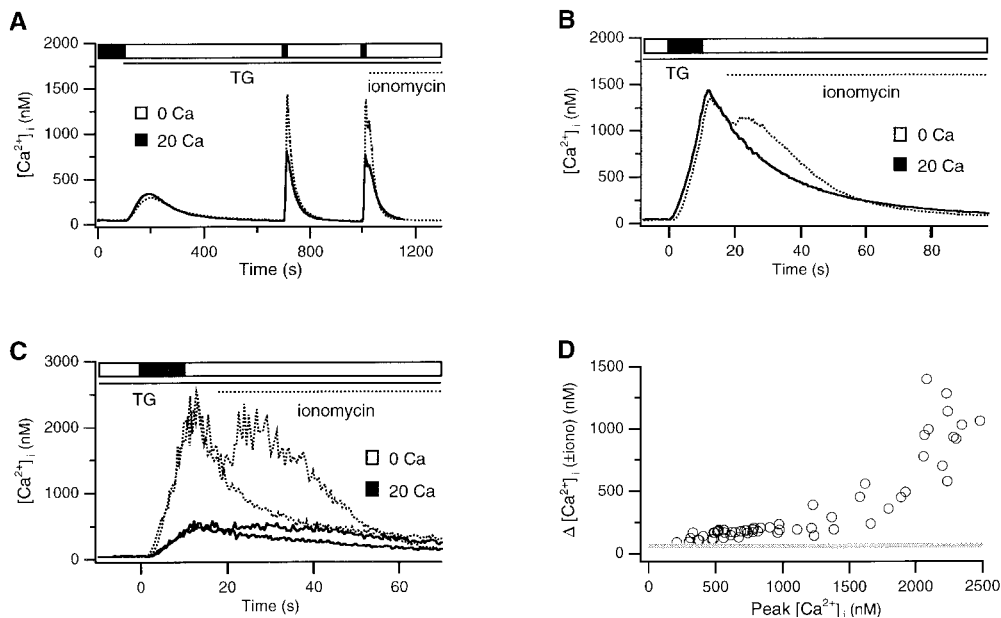 A
2000
1500
1000
500
0
[Ca²⁺]ᵢ (nM)
TG
ionomycin
0 Ca
20 Ca
0
400
800
1200
Time (s)
B
2000
1500
1000
500
0
[Ca²⁺]ᵢ (nM)
TG
ionomycin
0 Ca
20 Ca
0
20
40
60
80
Time (s)
C
3000
2000
1000
0
[Ca²⁺]ᵢ (nM)
TG
ionomycin
0 Ca
20 Ca
0
20
40
60
Time (s)
D
1500
1000
500
0
Δ [Ca²⁺]ᵢ (±iono) (nM)
0
500
1000
1500
2000
2500
Peak [Ca²⁺]ᵢ (nM)